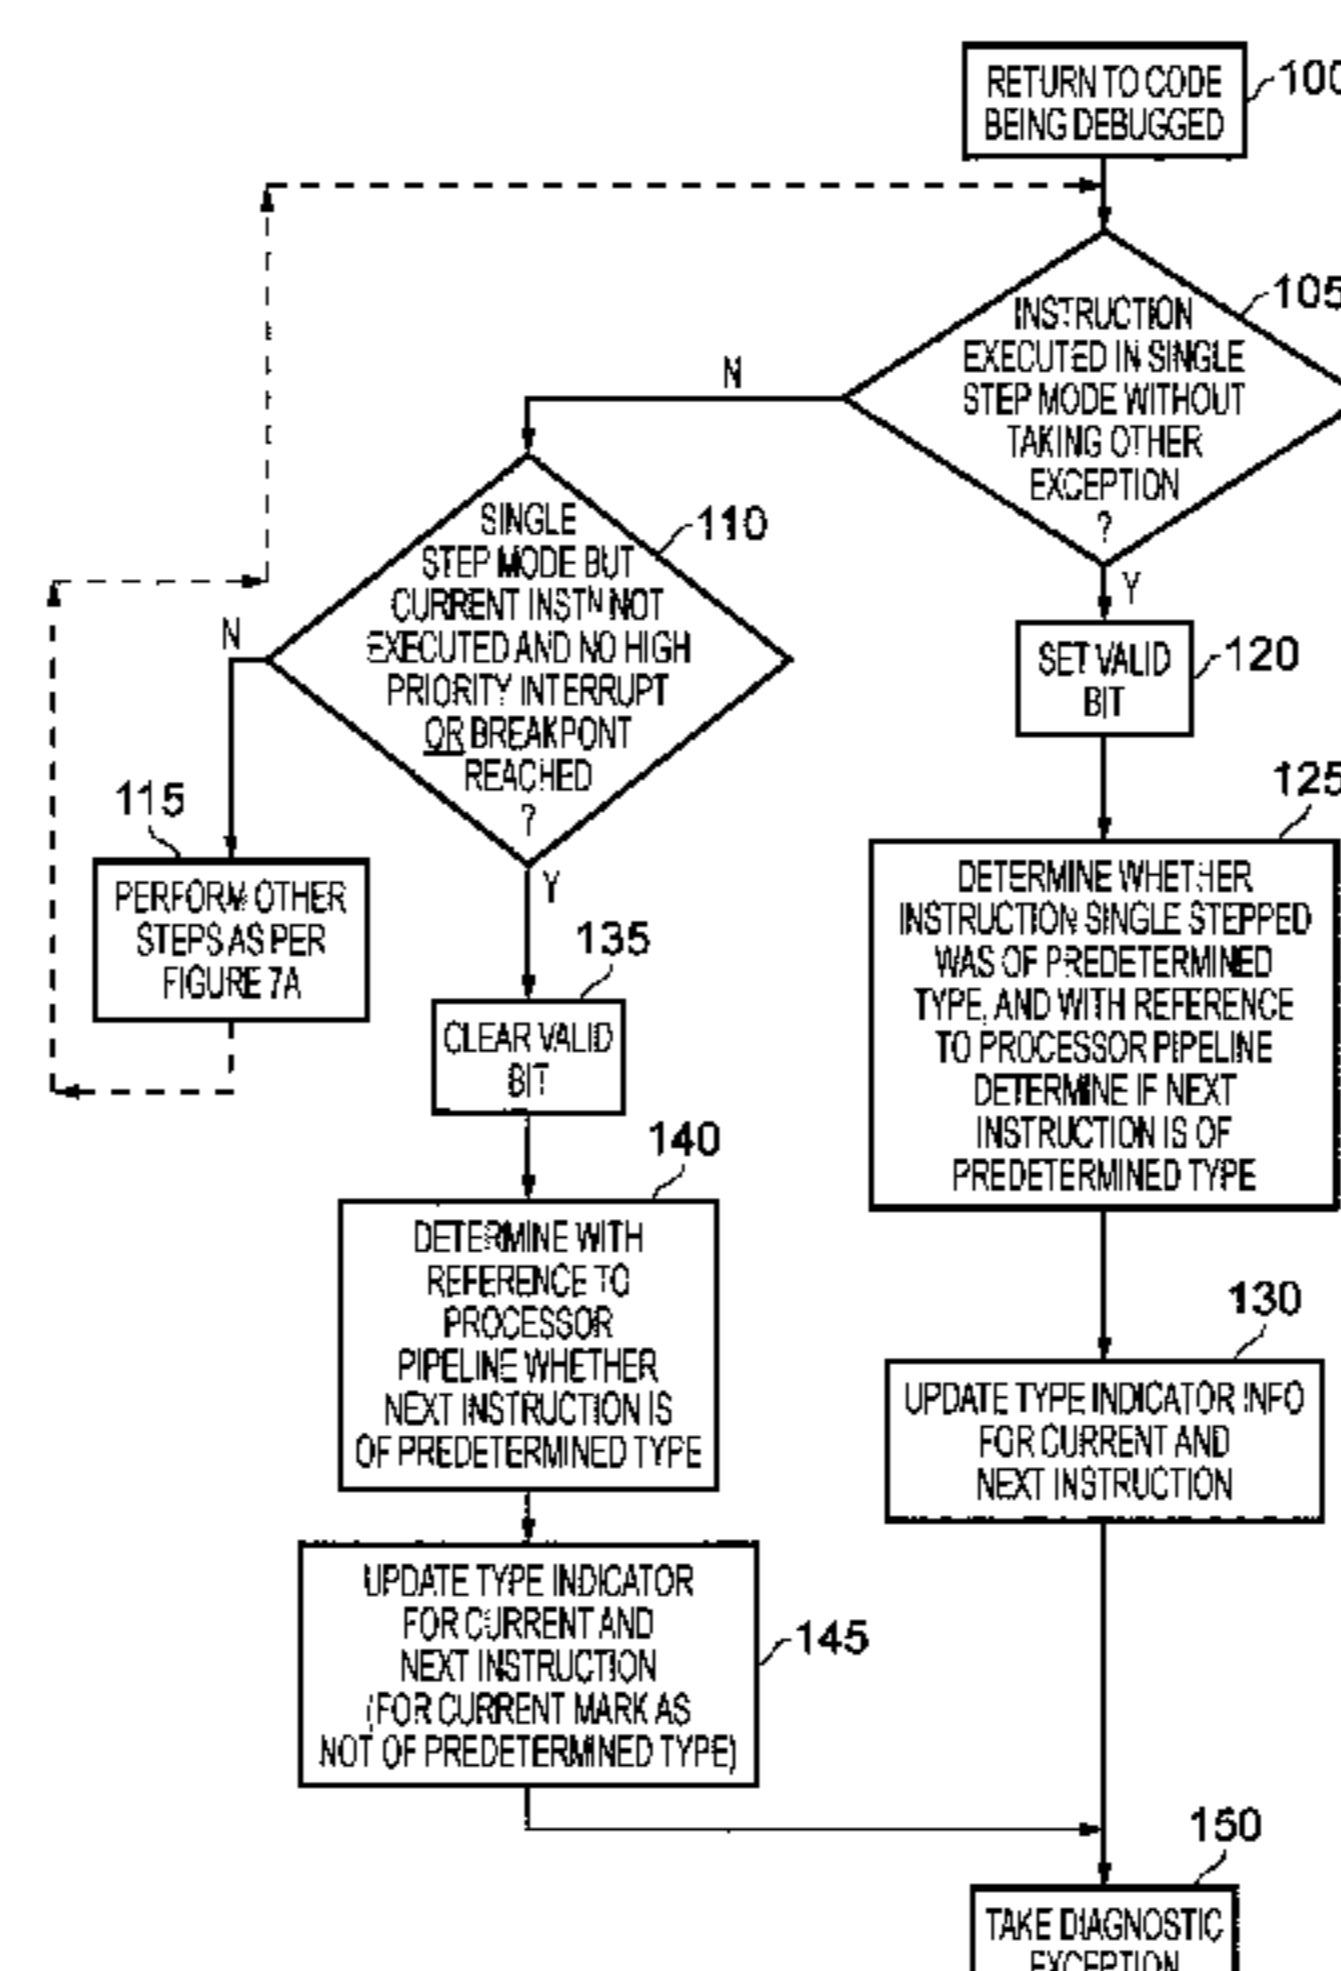 RETURN TO CODE
BEING DEBUGGED
100
INSTRUCTION
EXECUTED IN SINGLE
STEP MODE WITHOUT
TAKING OTHER
EXCEPTION
?
105
N
Y
SINGLE
STEP MODE BUT
CURRENT INSTN NOT
EXECUTED AND NO HIGH
PRIORITY INTERRUPT
OR BREAKPONT
REACHED
?
110
N
Y
SET VALID
BIT
120
115
PERFORM OTHER
STEPS AS PER
FIGURE 7A
125
DETERMINE WHETHER
INSTRUCTION SINGLE STEPPED
WAS OF PREDETERMINED
TYPE, AND WITH REFERENCE
TO PROCESSOR PIPELINE
DETERMINE IF NEXT
INSTRUCTION IS OF
PREDETERMINED TYPE
135
CLEAR VALID
BIT
140
DETERMINE WITH
REFERENCE TO
PROCESSOR
PIPELINE WHETHER
NEXT INSTRUCTION IS
OF PREDETERMINED TYPE
130
UPDATE TYPE INDICATOR INFO
FOR CURRENT AND
NEXT INSTRUCTION
UPDATE TYPE INDICATOR
FOR CURRENT AND
NEXT INSTRUCTION
(FOR CURRENT MARK AS
NOT OF PREDETERMINED TYPE)
145
150
TAKE DIAGNOSTIC
EXCEPTION